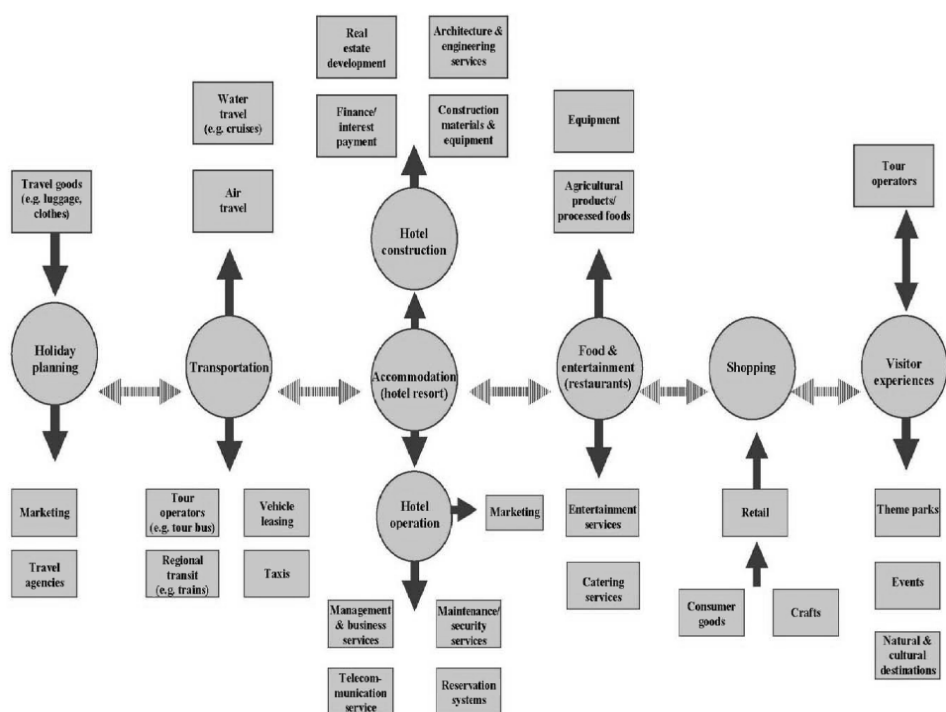 Real
estate
development
Architecture &
engineering
services
Water
travel
(e.g. cruises)
Finance/
interest
payment
Construction
materials &
equipment
Equipment
Travel goods
(e.g. luggage,
clothes)
Air
travel
Hotel
construction
Agricultural
products/
processed foods
Tour
operators
Holiday
planning
Transportation
Accommodation
(hotel resort)
Food &
entertainment
(restaurants)
Shopping
Visitor
experiences
Marketing
Tour
operators
(e.g. tour bus)
Vehicle
leasing
Hotel
operation
Marketing
Entertainment
services
Retail
Theme parks
Travel
agencies
Regional
transit
(e.g. trains)
Taxis
Catering
services
Events
Management
& business
services
Maintenance/
security
services
Consumer
goods
Crafts
Telecom-
munication
service
Reservation
systems
Natural &
cultural
destinations